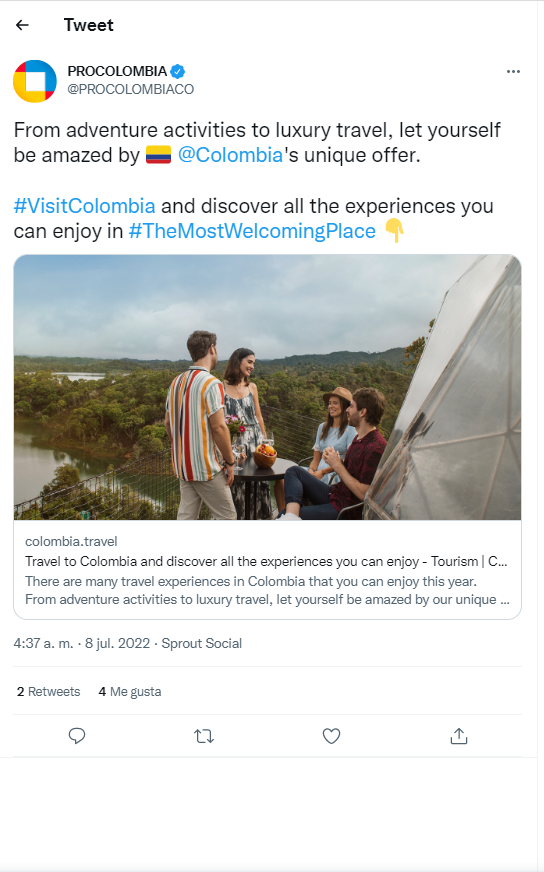 Tweet
PROCOLOMBIA
@PROCOLOMBIACO
From adventure activities to luxury travel, let yourself
be amazed by 🇨🇴 @Colombia's unique offer.
#VisitColombia and discover all the experiences you
can enjoy in #TheMostWelcomingPlace 👇
colombia.travel
Travel to Colombia and discover all the experiences you can enjoy - Tourism | C...
There are many travel experiences in Colombia that you can enjoy this year.
From adventure activities to luxury travel, let yourself be amazed by our unique ...
4:37 a. m. · 8 jul. 2022 · Sprout Social
2 Retweets 4 Me gusta